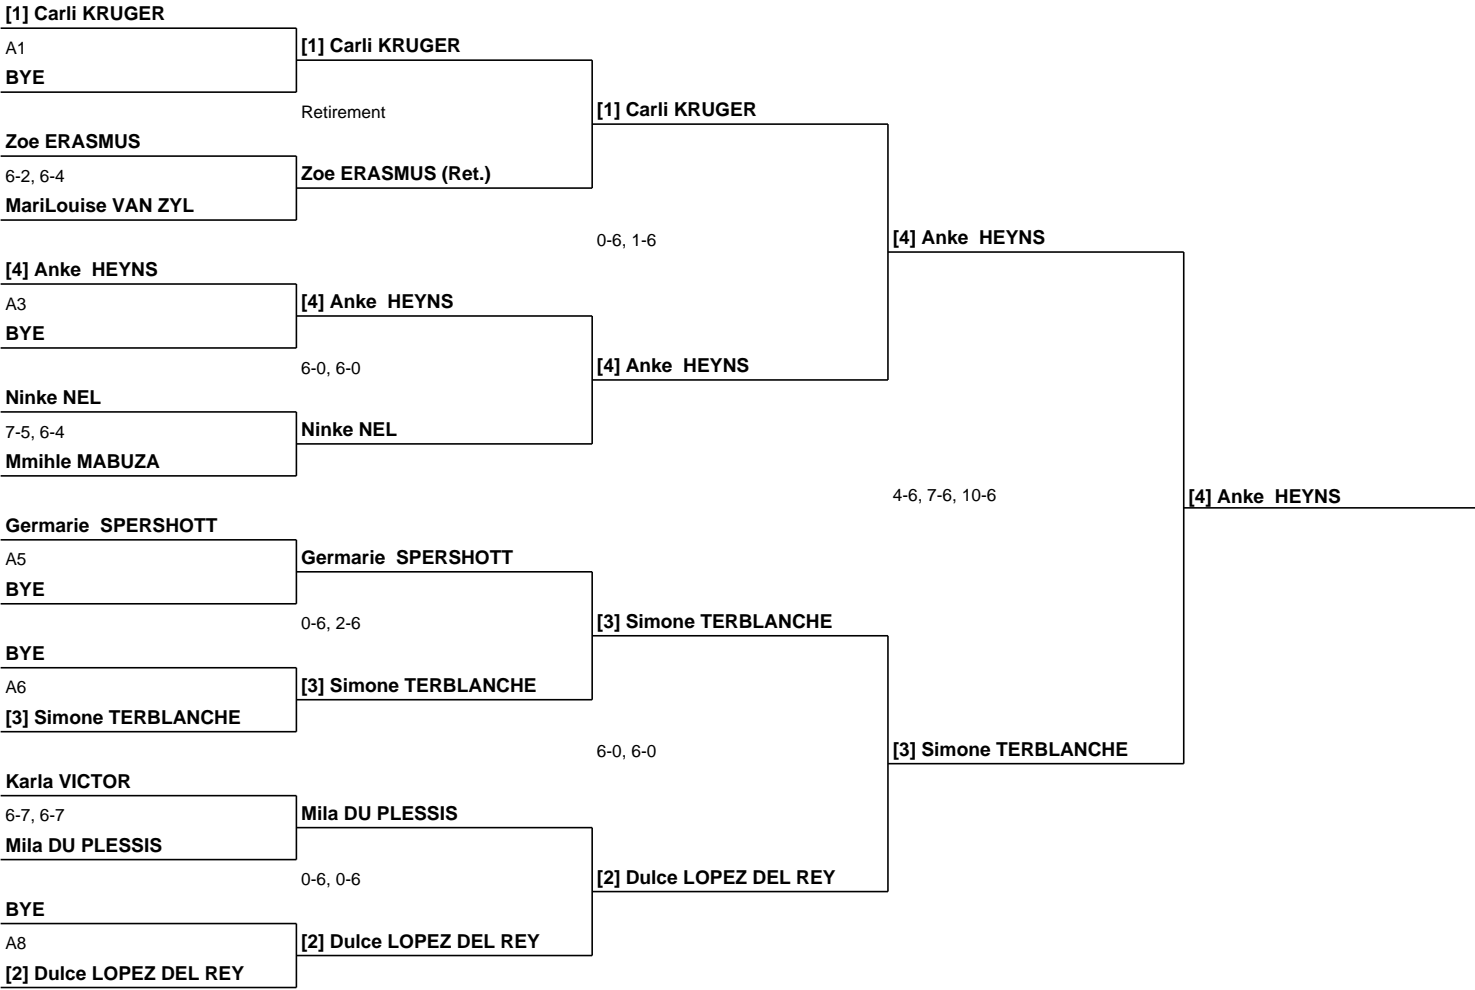 [1] Carli KRUGER
A1
BYE
Zoe ERASMUS
6-2, 6-4
MariLouise VAN ZYL
[4] Anke  HEYNS
A3
BYE
Ninke NEL
7-5, 6-4
Mmihle MABUZA
Germarie  SPERSHOTT
A5
BYE
BYE
A6
[3] Simone TERBLANCHE
Karla VICTOR
6-7, 6-7
Mila DU PLESSIS
BYE
A8
[2] Dulce LOPEZ DEL REY
[1] Carli KRUGER
Retirement
Zoe ERASMUS (Ret.)
[4] Anke  HEYNS
6-0, 6-0
Ninke NEL
Germarie  SPERSHOTT
0-6, 2-6
[3] Simone TERBLANCHE
Mila DU PLESSIS
0-6, 0-6
[2] Dulce LOPEZ DEL REY
[1] Carli KRUGER
0-6, 1-6
[4] Anke  HEYNS
[3] Simone TERBLANCHE
6-0, 6-0
[2] Dulce LOPEZ DEL REY
[4] Anke  HEYNS
4-6, 7-6, 10-6
[3] Simone TERBLANCHE
[4] Anke  HEYNS